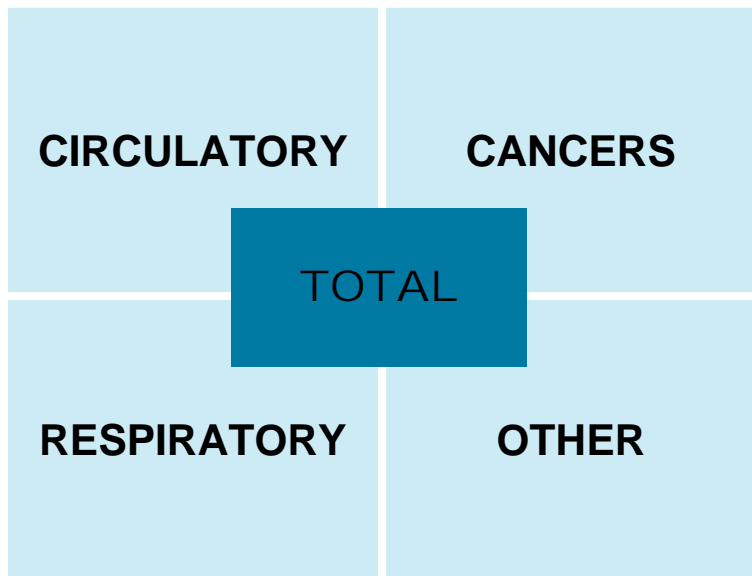 CIRCULATORY
CANCERS
TOTAL
RESPIRATORY
OTHER